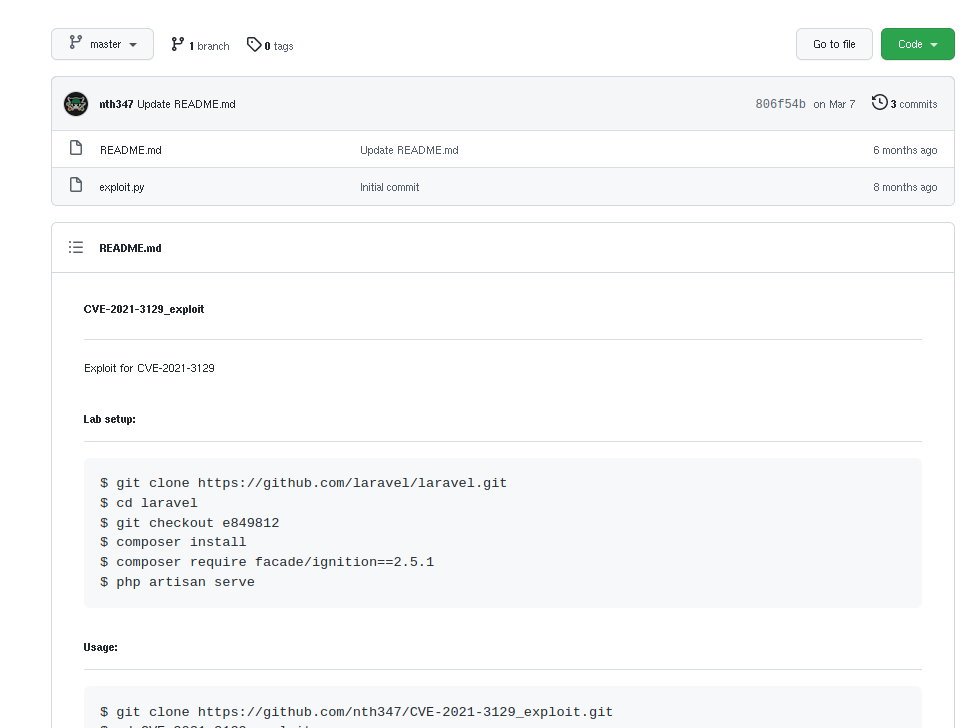 master 1 branch 0 tags Go to file Code
nth347 Update README.md 806f54b on Mar 7 3 commits
README.md Update README.md 6 months ago
exploit.py Initial commit 8 months ago
README.md
CVE-2021-3129_exploit
Exploit for CVE-2021-3129
Lab setup:
$ git clone https://github.com/laravel/laravel.git
$ cd laravel
$ git checkout e849812
$ composer install
$ composer require facade/ignition==2.5.1
$ php artisan serve
Usage:
$ git clone https://github.com/nth347/CVE-2021-3129_exploit.git